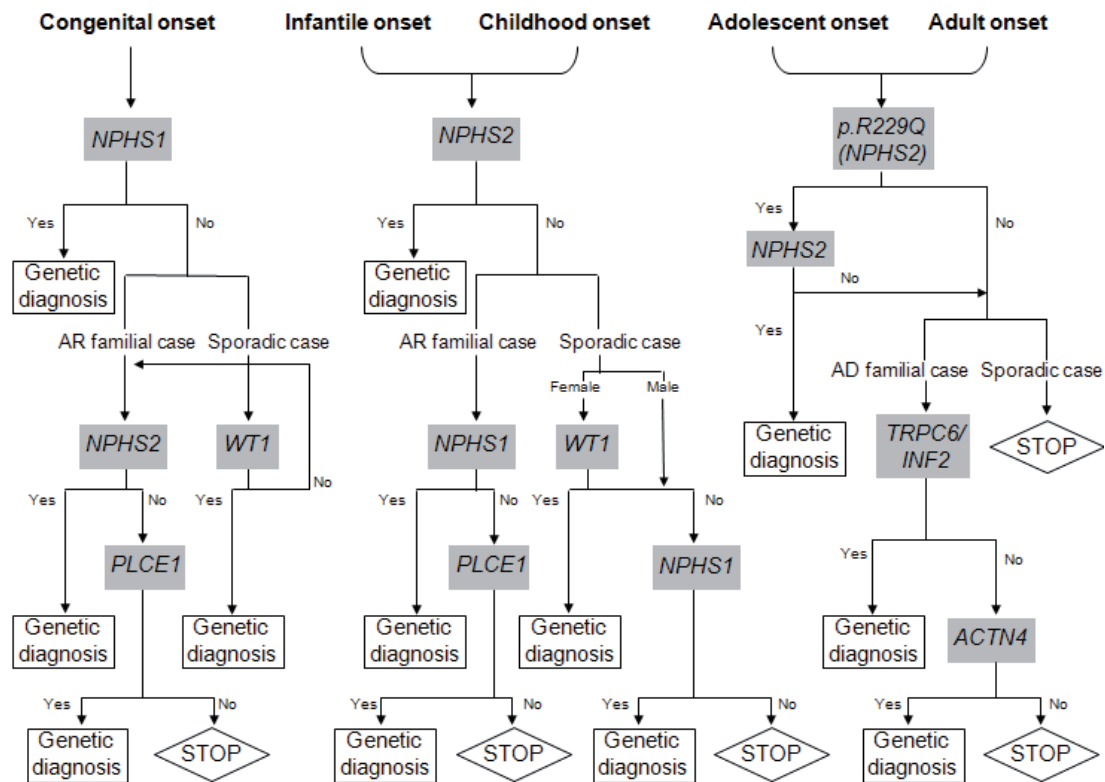 Congenital onset
Infantile onset
Childhood onset
Adolescent onset
Adult onset
NPHS1
NPHS2
p.R229Q
(NPHS2)
Yes
No
Yes
No
Yes
No
Genetic
diagnosis
Genetic
diagnosis
NPHS2
No
Yes
AR familial case
Sporadic case
AR familial case
Sporadic case
Female
Male
AD familial case
Sporadic case
NPHS2
WT1
NPHS1
WT1
Genetic
diagnosis
TRPC6/
INF2
STOP
Yes
No
Yes
No
Yes
No
Yes
No
PLCE1
PLCE1
NPHS1
Yes
No
Genetic
diagnosis
Genetic
diagnosis
Genetic
diagnosis
Genetic
diagnosis
Genetic
diagnosis
ACTN4
Yes
No
Yes
No
Yes
No
Yes
No
Genetic
diagnosis
STOP
Genetic
diagnosis
STOP
Genetic
diagnosis
STOP
Genetic
diagnosis
STOP